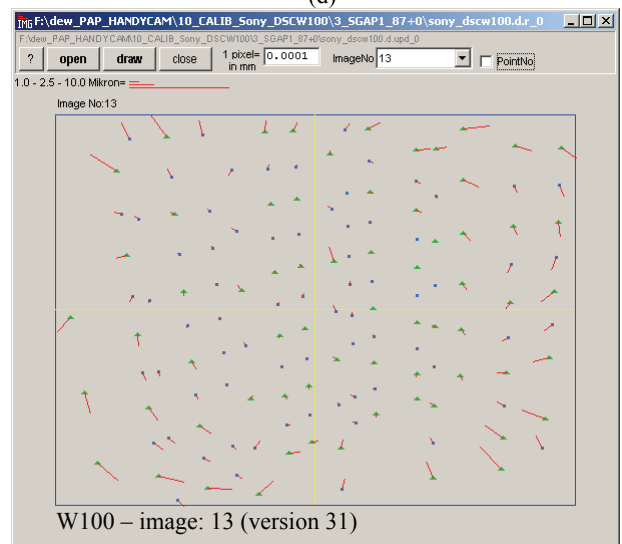 (d)
IMG F:\dew_PAP_HANDYCAM\10_CALIB_Sony_DSCW100\3_SGAP1_87+0\sony_dscw100.d.r_0
F:\dew_PAP_HANDYCAM\10_CALIB_Sony_DSCW100\3_SGAP1_87+0\sony_dscw100.d.upd_0
? open draw close 1 pixel= in mm 0.0001 ImageNo 13 PointNo
1.0 - 2.5 - 10.0 Mikron=
Image No:13
W100 – image: 13 (version 31)